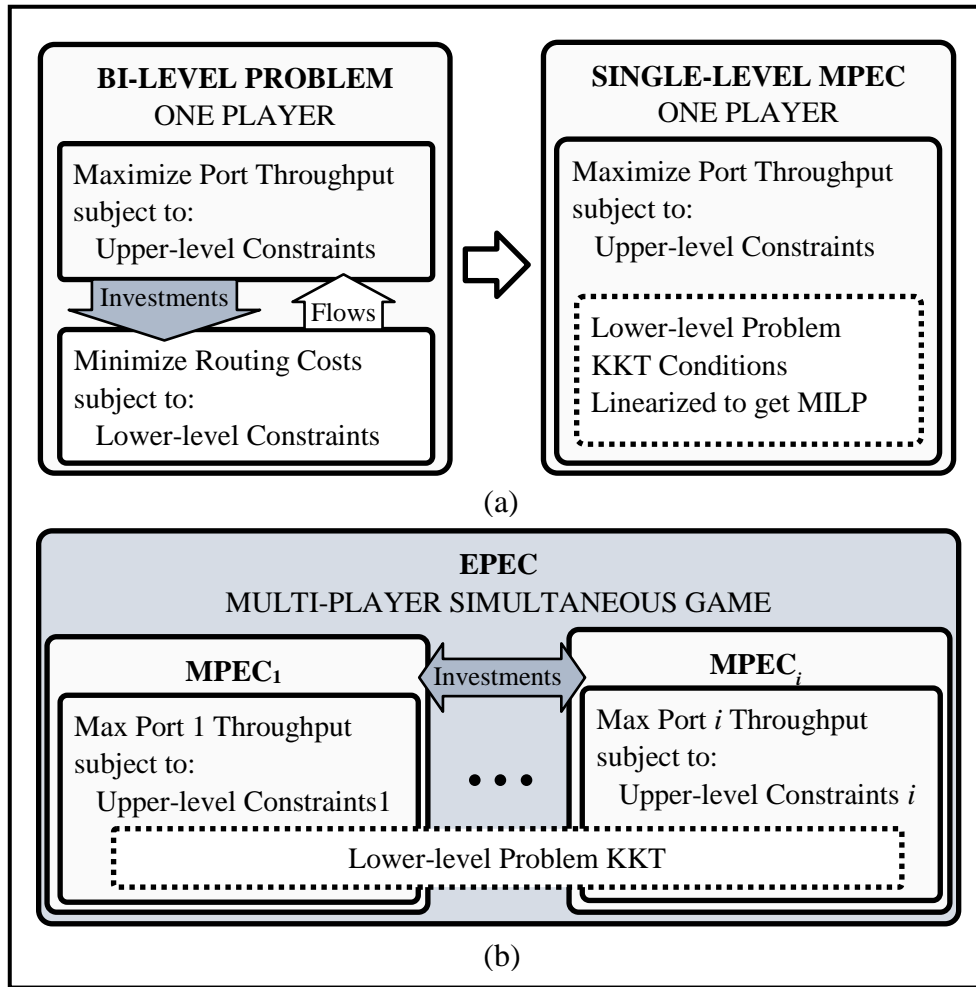 BI-LEVEL PROBLEM
ONE PLAYER
Maximize Port Throughput
subject to:
Upper-level Constraints
Investments
Flows
Minimize Routing Costs
subject to:
Lower-level Constraints
SINGLE-LEVEL MPEC
ONE PLAYER
Maximize Port Throughput
subject to:
Upper-level Constraints
Lower-level Problem
KKT Conditions
Linearized to get MILP
(a)
EPEC
MULTI-PLAYER SIMULTANEOUS GAME
MPEC₁
Max Port 1 Throughput
subject to:
Upper-level Constraints1
Investments
• • •
MPECᵢ
Max Port i Throughput
subject to:
Upper-level Constraints i
Lower-level Problem KKT
(b)